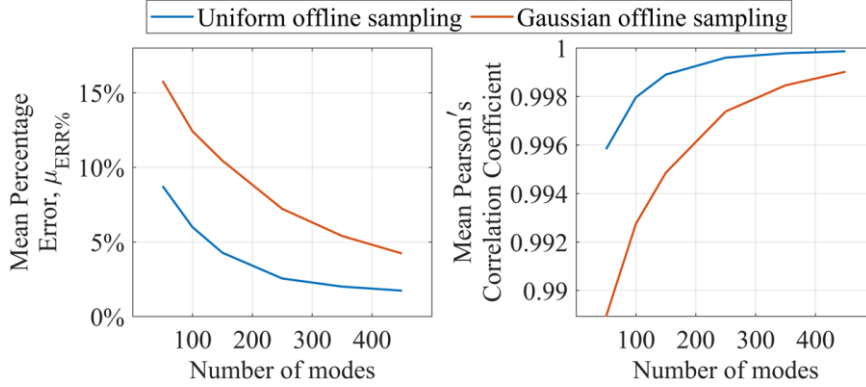 Uniform offline sampling
Gaussian offline sampling
Mean Percentage
Error, μERR%
15%
10%
5%
0%
100 200 300 400
Number of modes
Mean Pearson's
Correlation Coefficient
1
0.998
0.996
0.994
0.992
0.99
100 200 300 400
Number of modes